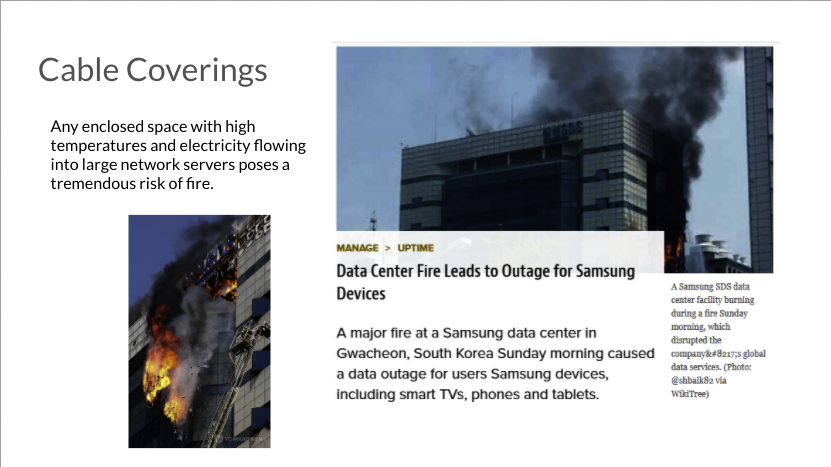 Cable Coverings
Any enclosed space with high
temperatures and electricity flowing
into large network servers poses a
tremendous risk of fire.
MANAGE > UPTIME
Data Center Fire Leads to Outage for Samsung
Devices
A major fire at a Samsung data center in
Gwacheon, South Korea Sunday morning caused
a data outage for users Samsung devices,
including smart TVs, phones and tablets.
A Samsung SDS data
center facility burning
during a fire Sunday
morning, which
disrupted the
company&#8217;s global
data services. (Photo:
@shbaik82 via
WikiTree)